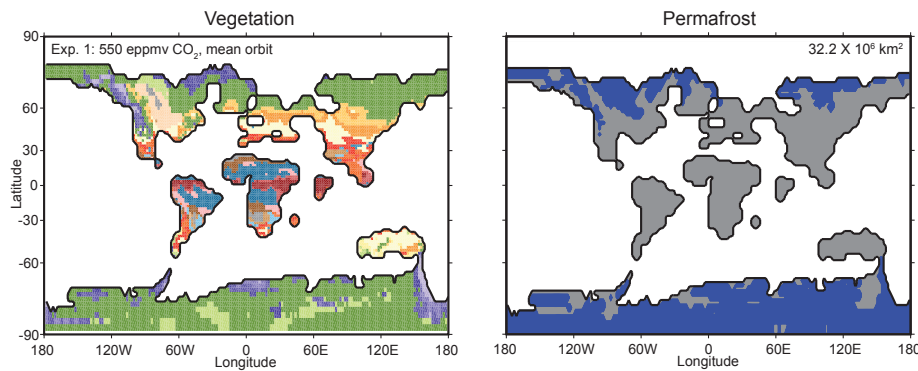 Vegetation
Permafrost
Exp. 1: 550 eppmv CO₂, mean orbit
32.2 X 10⁶ km²
90
60
30
0
-30
-60
-90
Latitude
180
120W
60W
0
60E
120E
180
Longitude
180
120W
60W
0
60E
120E
180
Longitude